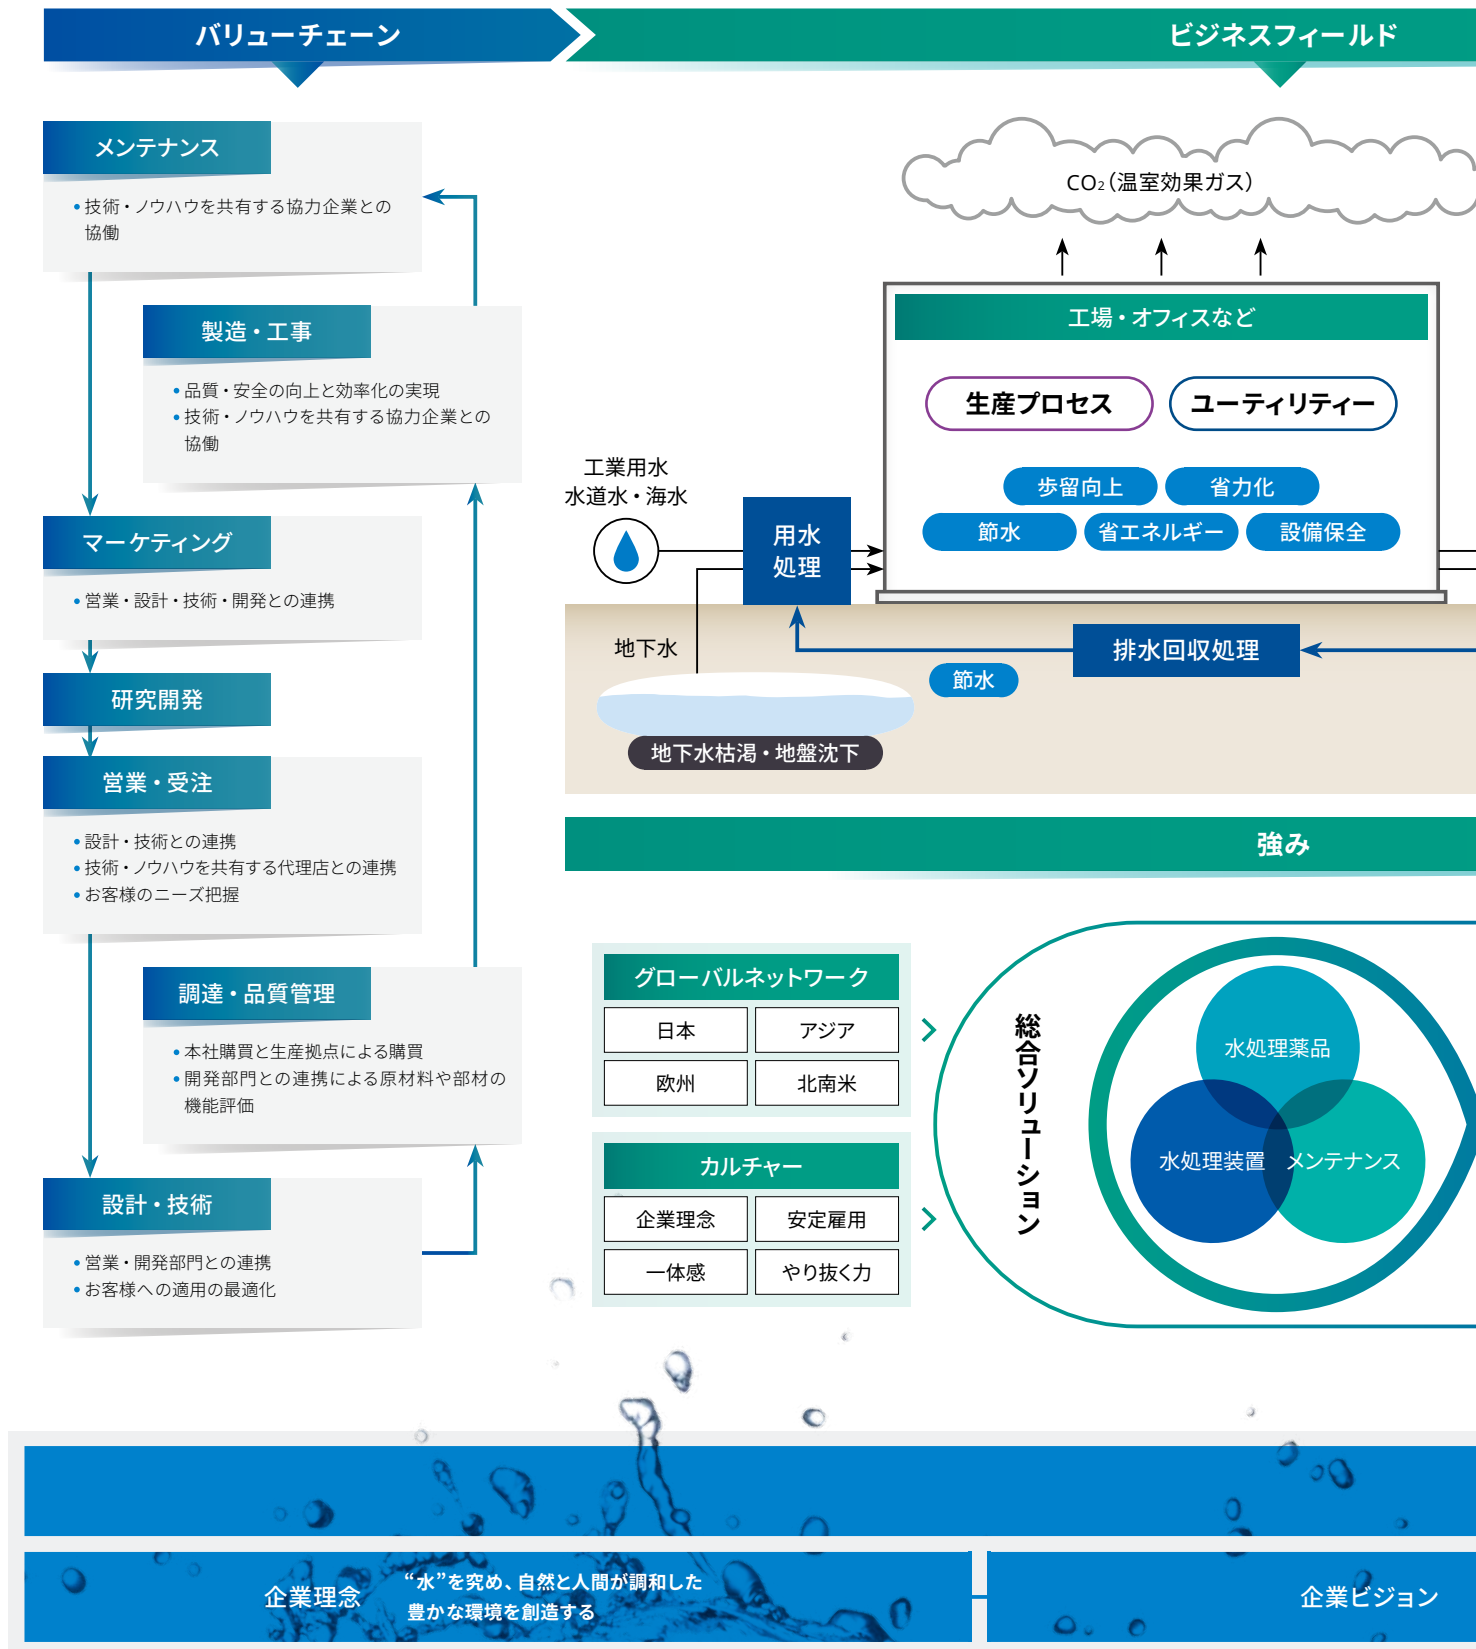 バリューチェーン
メンテナンス
•技術・ノウハウを共有する協力企業との
協働
製造・工事
•品質・安全の向上と効率化の実現
•技術・ノウハウを共有する協力企業との
協働
マーケティング
•営業・設計・技術・開発との連携
研究開発
営業・受注
•設計・技術との連携
•技術・ノウハウを共有する代理店との連携
•お客様のニーズ把握
調達・品質管理
•本社購買と生産拠点による購買
•開発部門との連携による原材料や部材の
機能評価
設計・技術
•営業・開発部門との連携
•お客様への適用の最適化
ビジネスフィールド
CO₂（温室効果ガス）
工場・オフィスなど
生産プロセス
ユーティリティー
歩留向上
省力化
節水
省エネルギー
設備保全
工業用水
水道水・海水
用水
処理
地下水
排水回収処理
節水
地下水枯渇・地盤沈下
強み
グローバルネットワーク
日本
アジア
欧州
北南米
カルチャー
企業理念
安定雇用
一体感
やり抜く力
総合ソリューション
水処理薬品
水処理装置
メンテナンス
企業理念
“水”を究め、自然と人間が調和した
豊かな環境を創造する
企業ビジョン